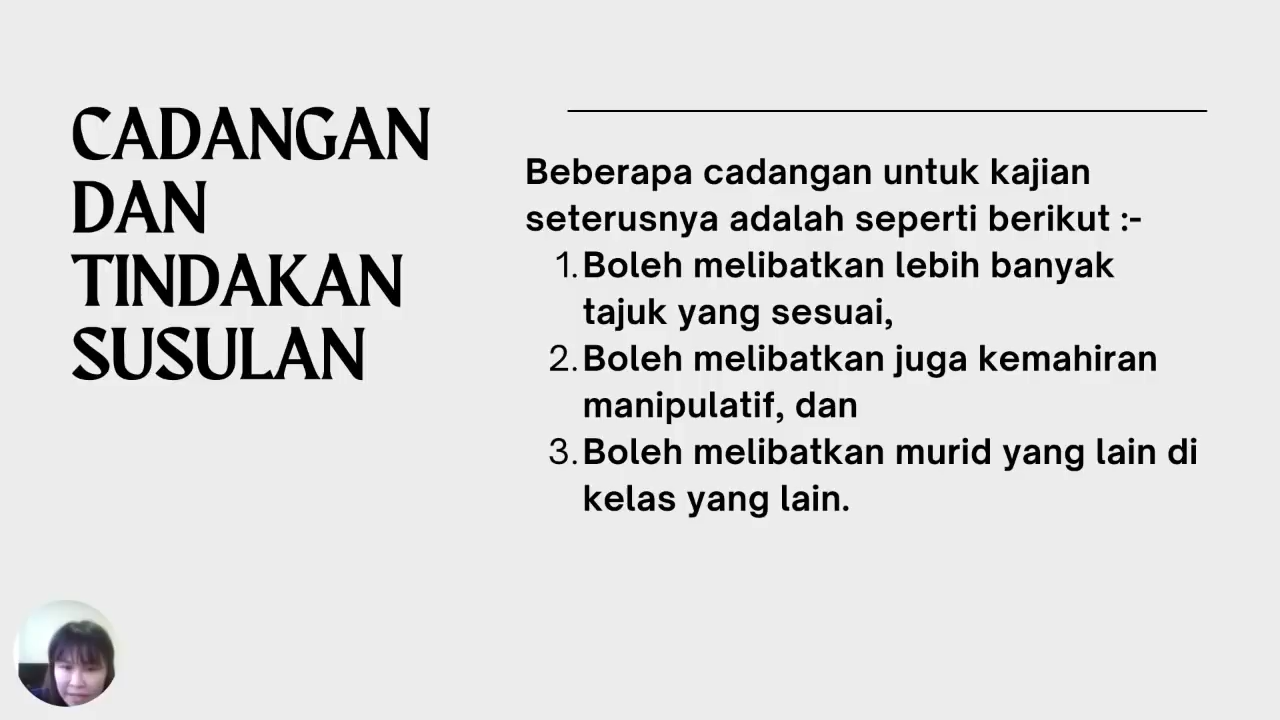 CADANGAN
DAN
TINDAKAN
SUSULAN
Beberapa cadangan untuk kajian
seterusnya adalah seperti berikut :-
1. Boleh melibatkan lebih banyak
tajuk yang sesuai,
2. Boleh melibatkan juga kemahiran
manipulatif, dan
3. Boleh melibatkan murid yang lain di
kelas yang lain.